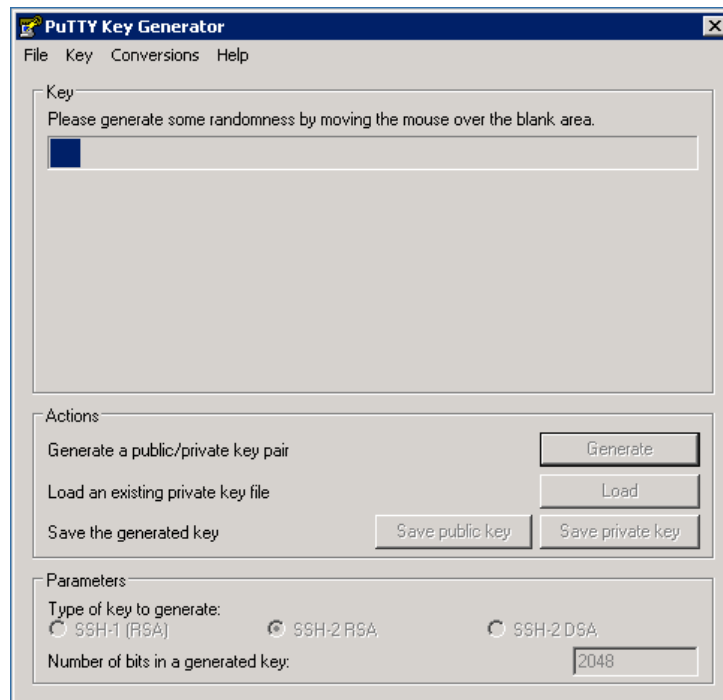 PuTTY Key Generator
File Key Conversions Help
Key
Please generate some randomness by moving the mouse over the blank area.
Actions
Generate a public/private key pair
Generate
Load an existing private key file
Load
Save the generated key
Save public key
Save private key
Parameters
Type of key to generate:
SSH-1 (RSA) SSH-2 RSA SSH-2 DSA
Number of bits in a generated key:
2048